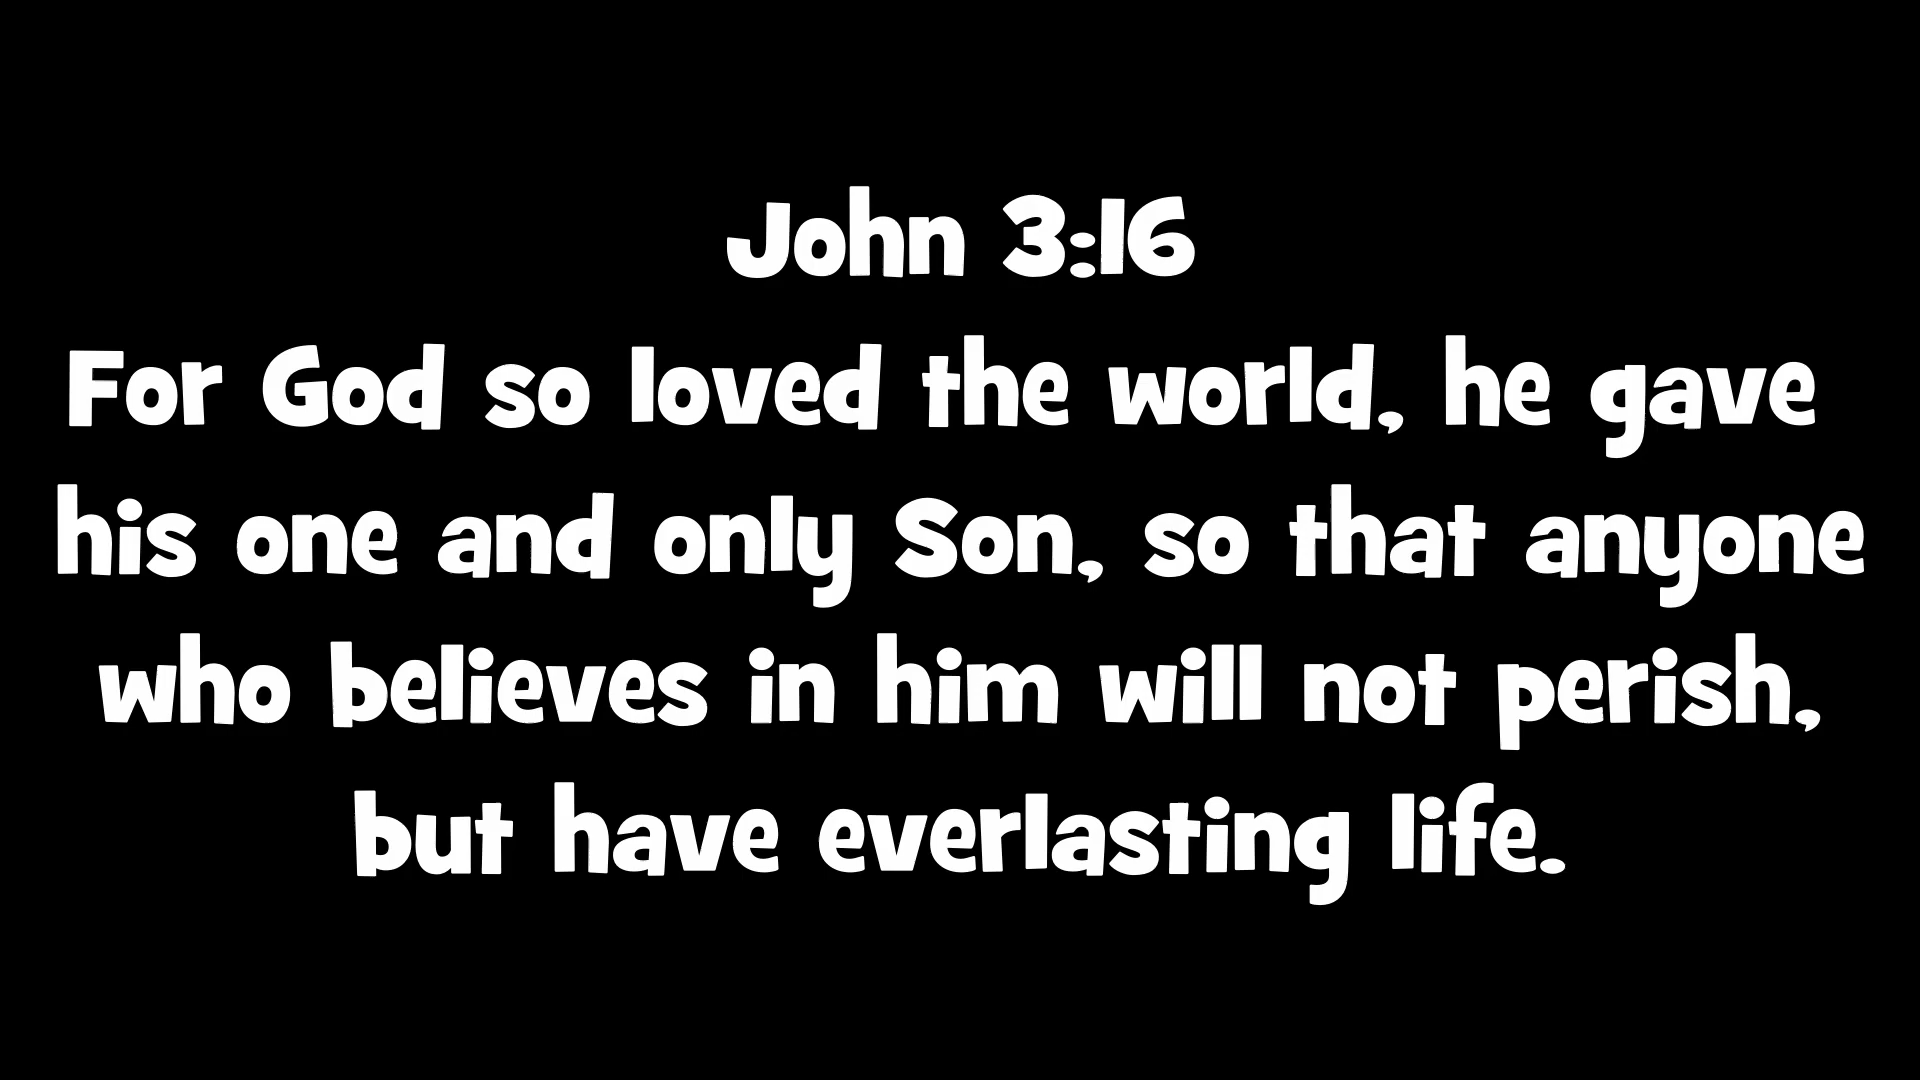 John 3:16
For God so loved the world, he gave
his one and only Son, so that anyone
who believes in him will not perish,
but have everlasting life.